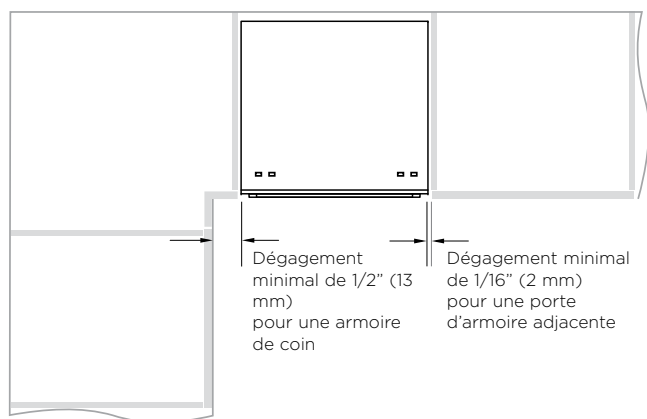 Dégagement
minimal de 1/2” (13
mm)
pour une armoire
de coin
Dégagement minimal
de 1/16” (2 mm)
pour une porte
d’armoire adjacente